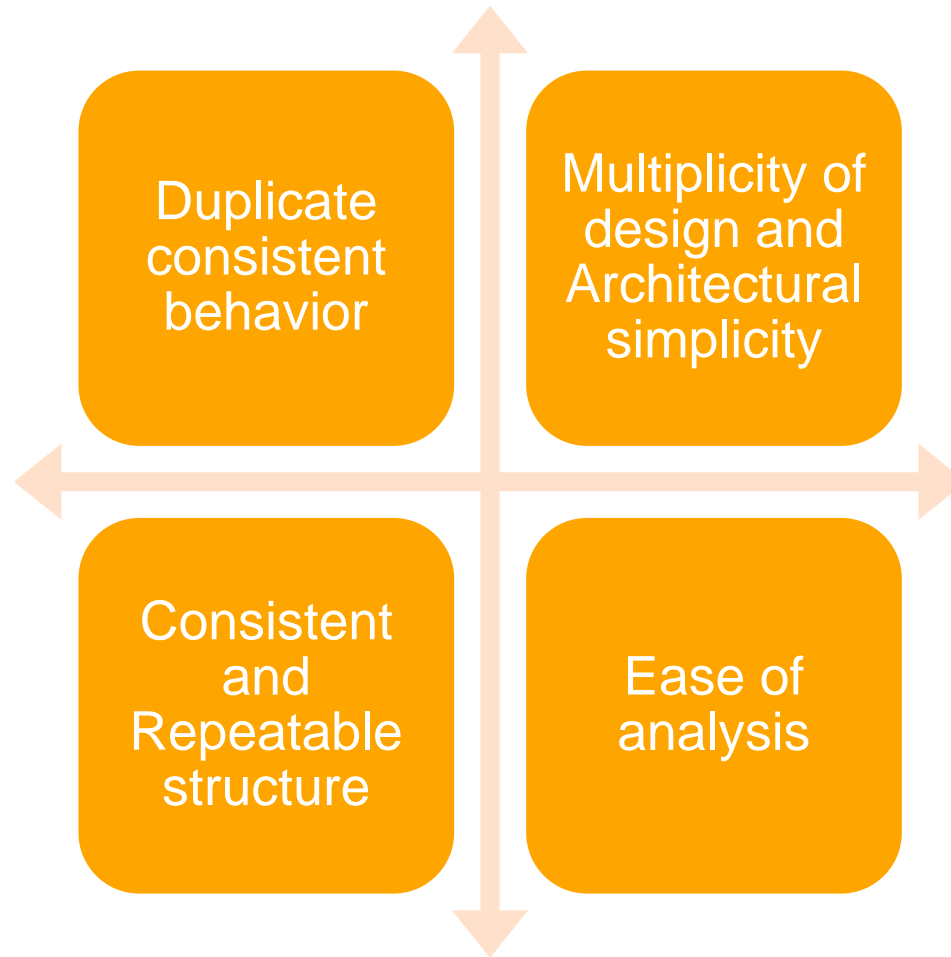 Duplicate
consistent
behavior
Multiplicity of
design and
Architectural
simplicity
Consistent
and
Repeatable
structure
Ease of
analysis